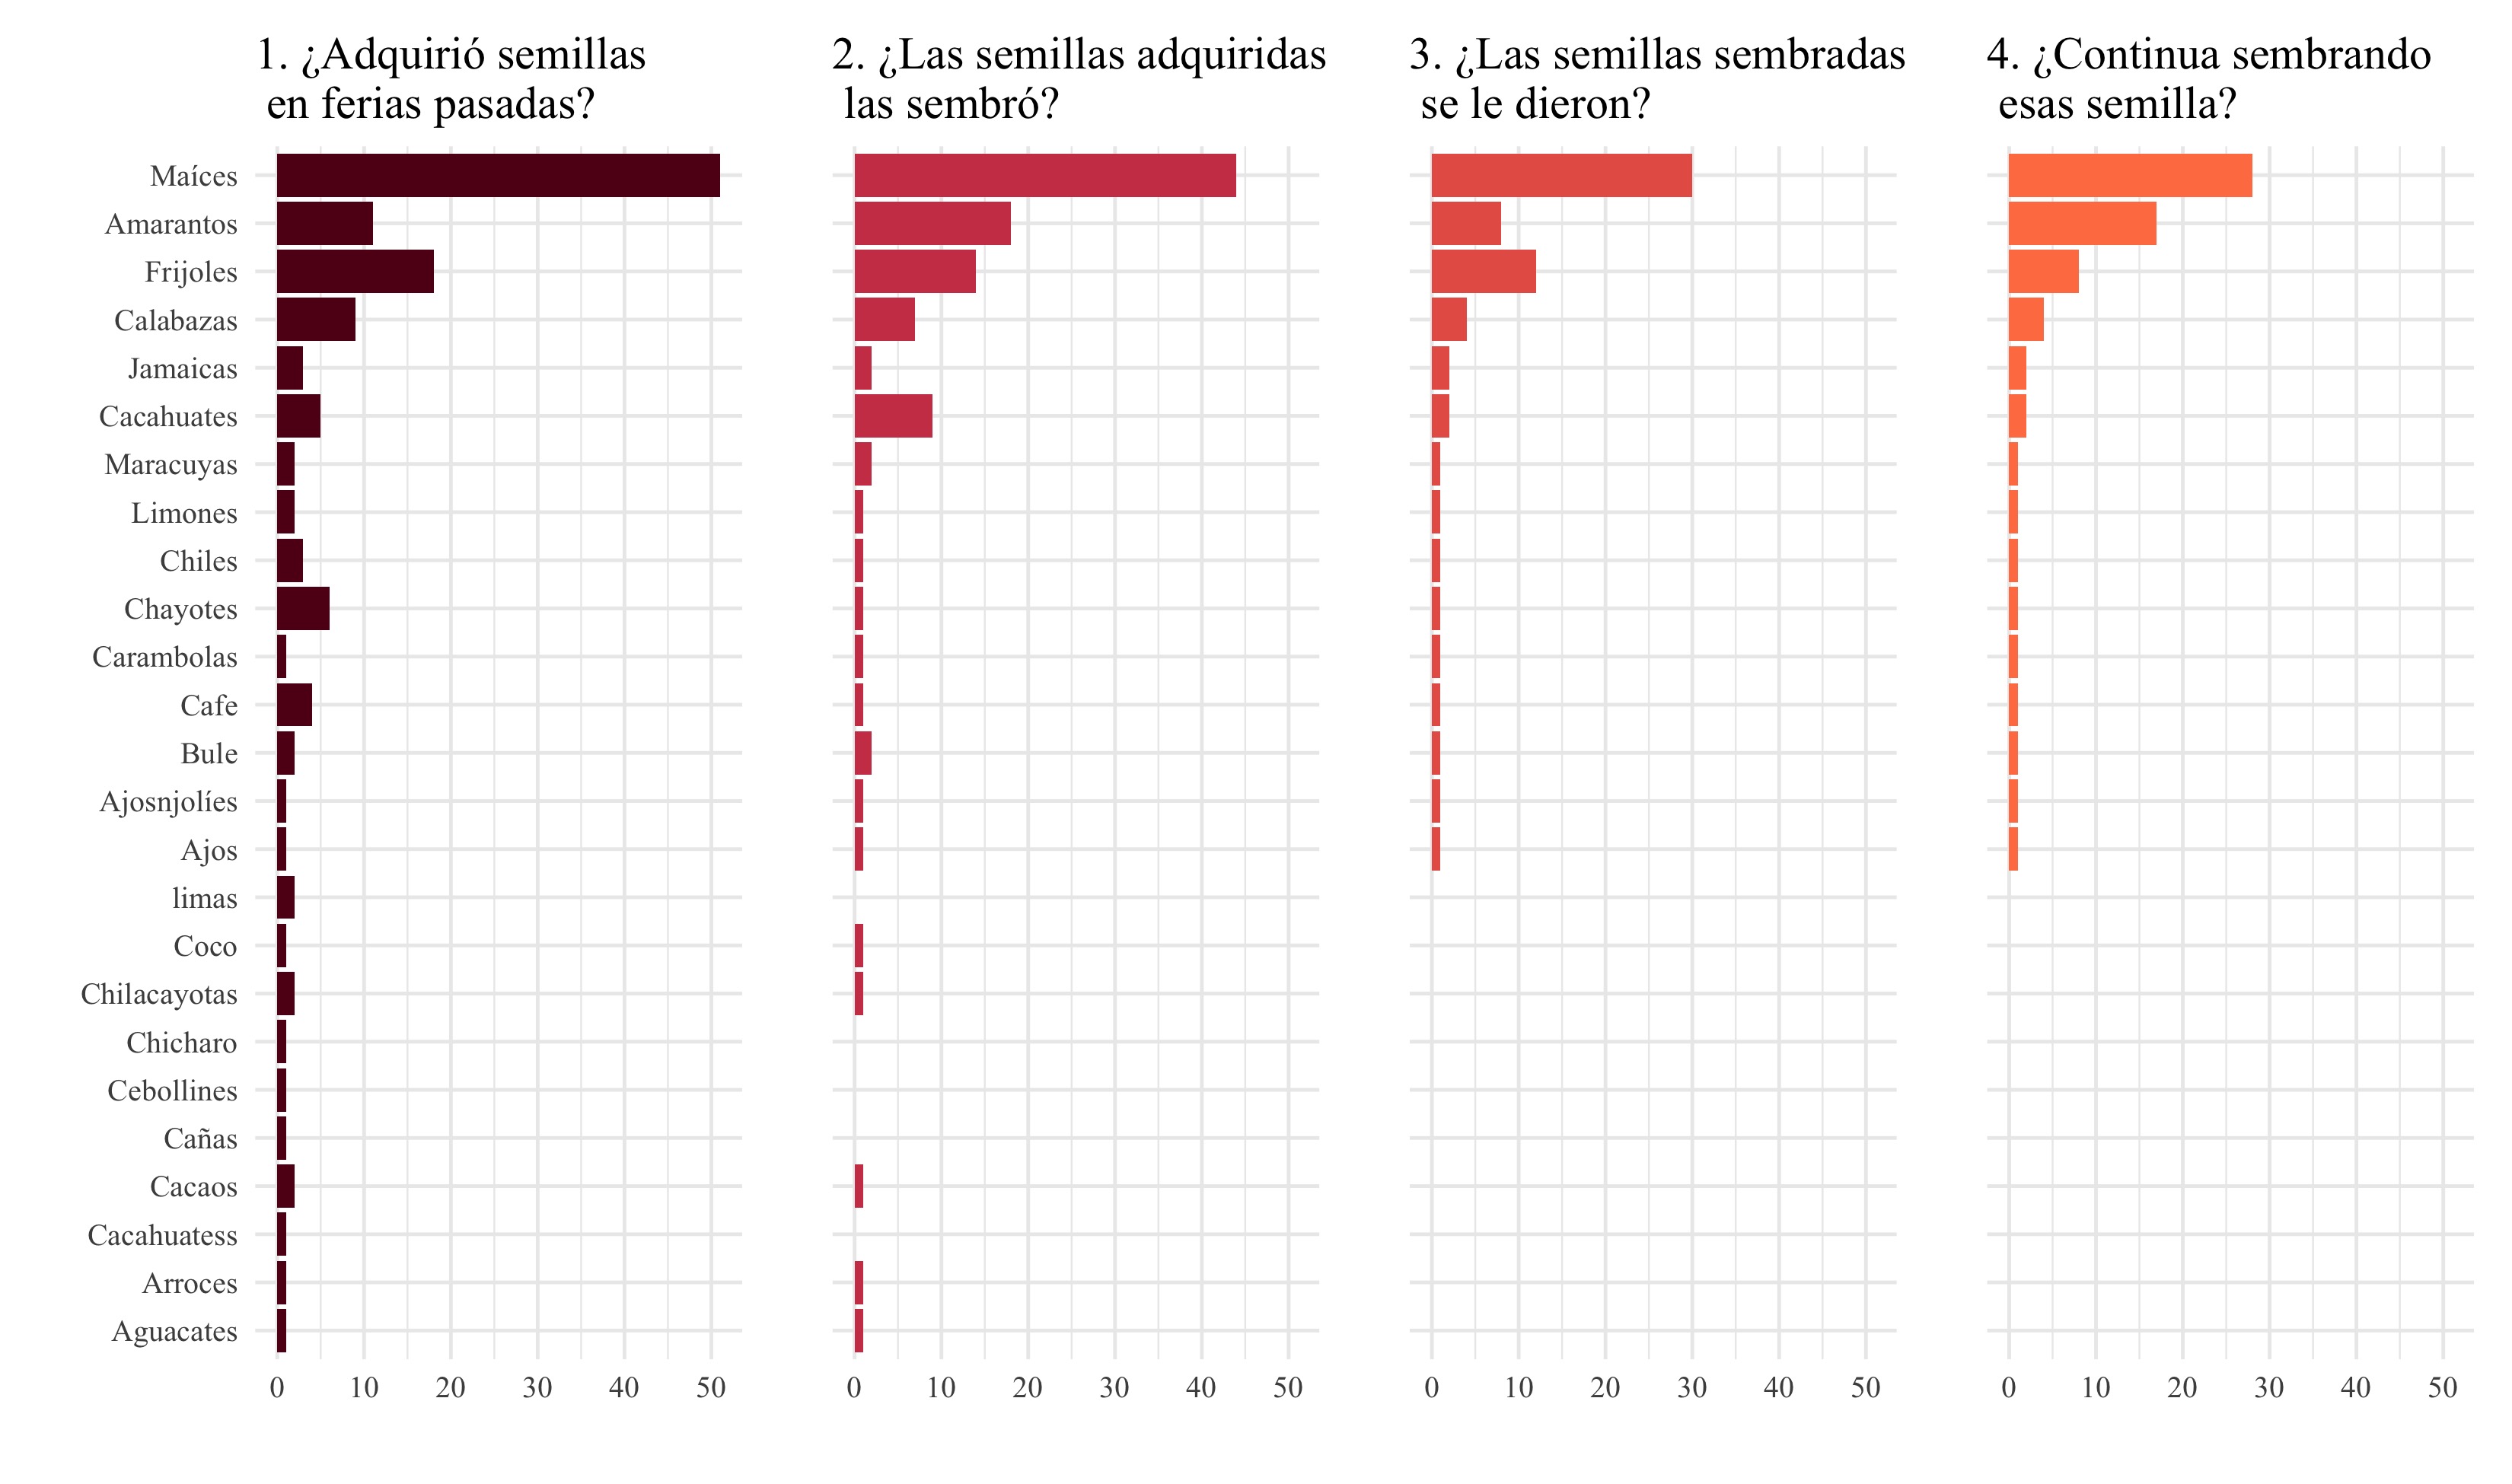 1. ¿Adquirió semillas
en ferias pasadas?
2. ¿Las semillas adquiridas
las sembró?
3. ¿Las semillas sembradas
se le dieron?
4. ¿Continua sembrando
esas semilla?
Maíces
Amarantos
Frijoles
Calabazas
Jamaicas
Cacahuates
Maracuyas
Limones
Chiles
Chayotes
Carambolas
Cafe
Bule
Ajosnjolíes
Ajos
limas
Coco
Chilacayotas
Chicharo
Cebollines
Cañas
Cacaos
Cacahuatess
Arroces
Aguacates
0 10 20 30 40 50
0 10 20 30 40 50
0 10 20 30 40 50
0 10 20 30 40 50